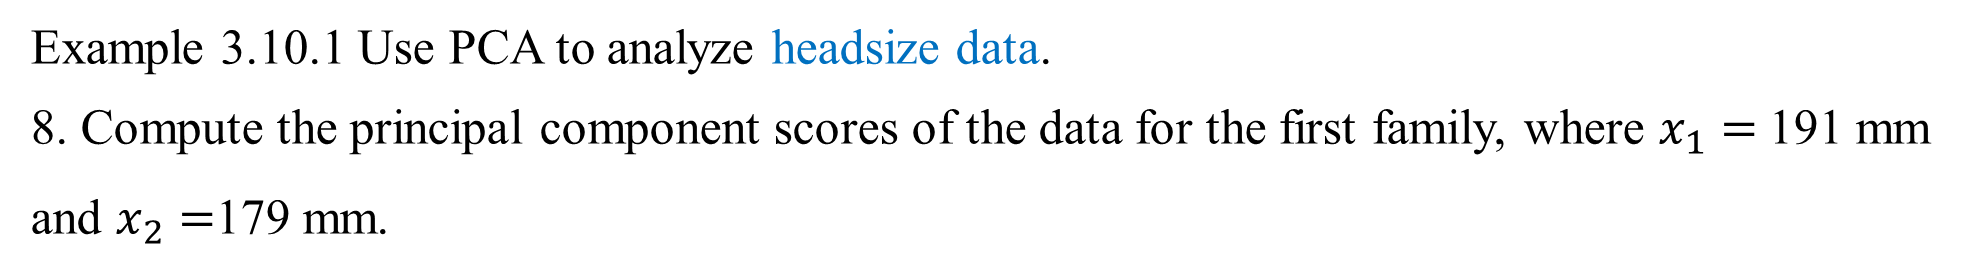 Example 3.10.1 Use PCA to analyze headsize data.
8. Compute the principal component scores of the data for the first family, where x₁ = 191 mm
and x₂ =179 mm.